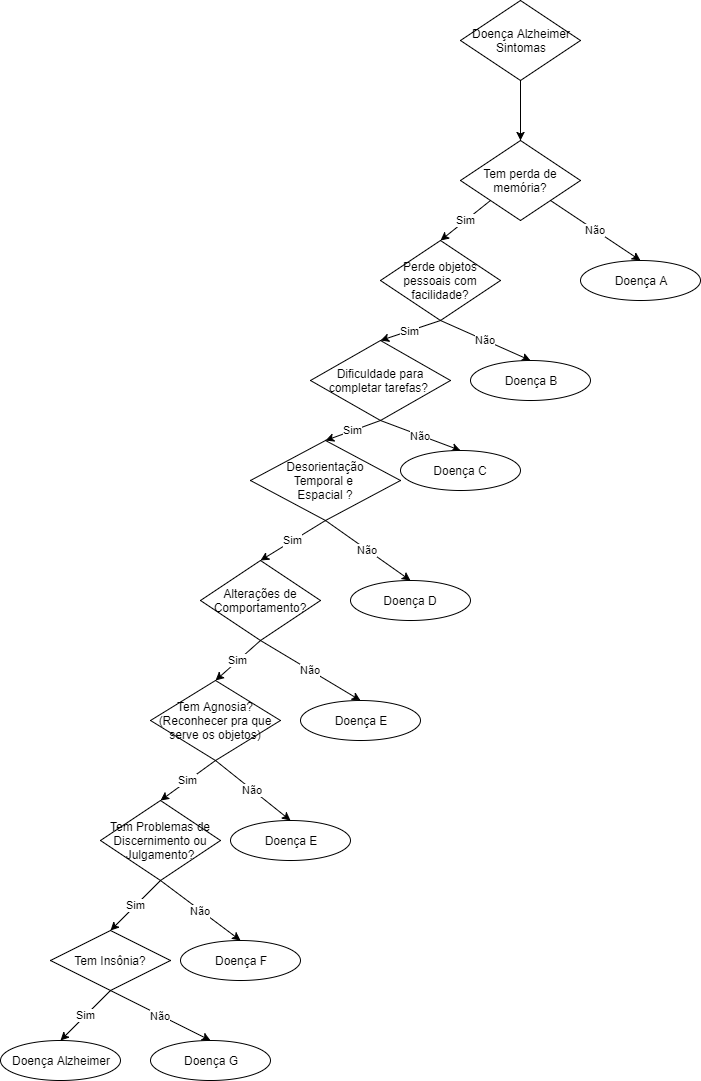 Doença Alzheimer
Sintomas
Tem perda de
memória?
Sim
Não
Perde objetos
pessoais com
facilidade?
Doença A
Sim
Não
Dificuldade para
completar tarefas?
Doença B
Sim
Não
Desorientação
Temporal e
Espacial ?
Doença C
Sim
Não
Alterações de
Comportamento?
Doença D
Sim
Não
Tem Agnosia?
(Reconhecer pra que
serve os objetos)
Doença E
Sim
Não
Tem Problemas de
Discernimento ou
Julgamento?
Doença E
Sim
Não
Tem Insônia?
Doença F
Sim
Não
Doença Alzheimer
Doença G